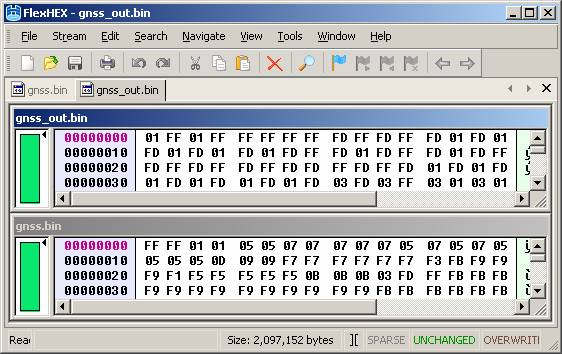 FlexHEX - gnss_out.bin
File Stream Edit Search Navigate View Tools Window Help
gnss.bin gnss_out.bin
gnss_out.bin
00000000 01 FF 01 FF FF FF FF FF FD FF FD FF FD 01 FD 01
00000010 FD 01 FD 01 FD 01 FD FF FD FF FD FF FD FF FD FF
00000020 FD FF FD FF FD FF FD FF FD FF FD FF FD 01 FD 01
00000030 01 FD 01 FD 01 FD 01 FD 03 FD 03 FF 03 01 03 01
gnss.bin
00000000 FF FF 01 01 05 05 07 07 07 07 07 05 07 05 07 05
00000010 05 05 05 0D 09 09 F7 F7 F7 F7 F7 F7 F3 FB F9 FB
00000020 F9 F1 F5 F5 F5 F5 F5 0B 0B 0B 03 FD FF FB FB FB
00000030 F9 F9 F9 F9 F9 F9 F9 F9 FB FB FB FB F9 FB F9 FB
Size: 2,097,152 bytes ][ SPARSE UNCHANGED OVERWRITI